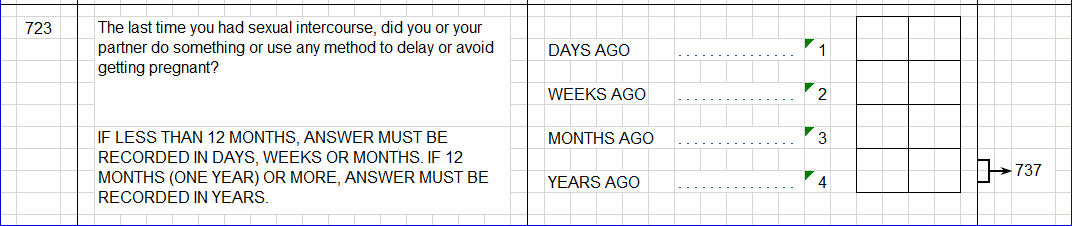 723
The last time you had sexual intercourse, did you or your
partner do something or use any method to delay or avoid
getting pregnant?
IF LESS THAN 12 MONTHS, ANSWER MUST BE
RECORDED IN DAYS, WEEKS OR MONTHS. IF 12
MONTHS (ONE YEAR) OR MORE, ANSWER MUST BE
RECORDED IN YEARS.
DAYS AGO . . . . . . . . . . . . . . 1
WEEKS AGO . . . . . . . . . . . . . . 2
MONTHS AGO . . . . . . . . . . . . . . 3
YEARS AGO . . . . . . . . . . . . . . 4
737